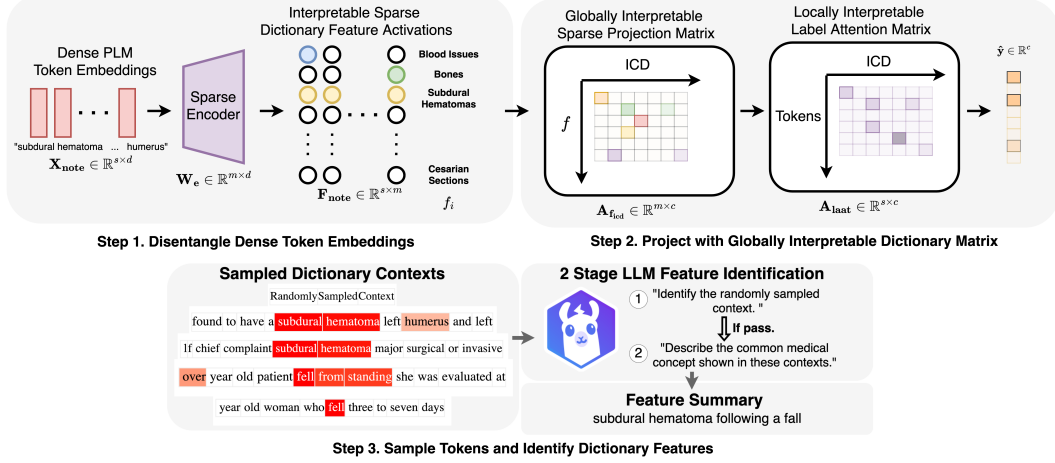 Dense PLM
Token Embeddings
"subdural hematoma ... humerus"
X_note ∈ ℝ^{s×d}
Sparse
Encoder
W_e ∈ ℝ^{m×d}
Interpretable Sparse
Dictionary Feature Activations
Blood Issues
Bones
Subdural
Hematomas
Cesarian
Sections
F_note ∈ ℝ^{s×m}
f_i
Step 1. Disentangle Dense Token Embeddings
Globally Interpretable
Sparse Projection Matrix
ICD
f
A_{f_icd} ∈ ℝ^{m×c}
Locally Interpretable
Label Attention Matrix
ICD
Tokens
A_laat ∈ ℝ^{s×c}
ŷ ∈ ℝ^c
Step 2. Project with Globally Interpretable Dictionary Matrix
Sampled Dictionary Contexts
RandomlySampledContext
found to have a subdural hematoma left humerus and left
If chief complaint subdural hematoma major surgical or invasive
over year old patient fell from standing she was evaluated at
year old woman who fell three to seven days
2 Stage LLM Feature Identification
1 "Identify the randomly sampled
context. "
If pass.
2 "Describe the common medical
concept shown in these contexts."
Feature Summary
subdural hematoma following a fall
Step 3. Sample Tokens and Identify Dictionary Features